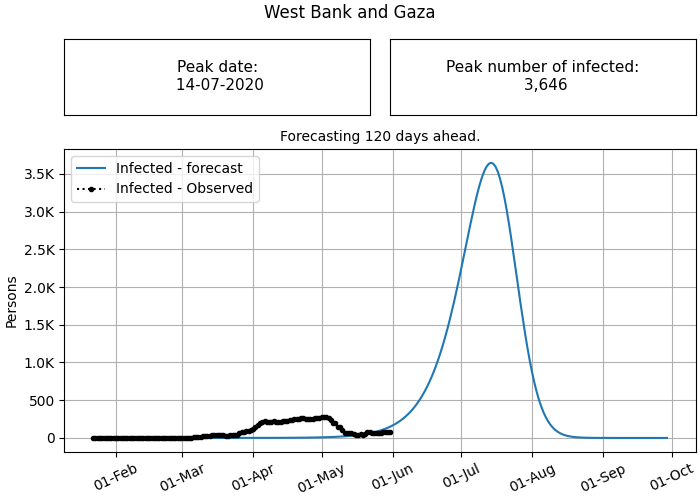 West Bank and Gaza
Peak date:
14-07-2020
Peak number of infected:
3,646
Forecasting 120 days ahead.
Infected - forecast
Infected - Observed
3.5K
3.0K
2.5K
2.0K
1.5K
1.0K
500
0
Persons
01-Feb
01-Mar
01-Apr
01-May
01-Jun
01-Jul
01-Aug
01-Sep
01-Oct